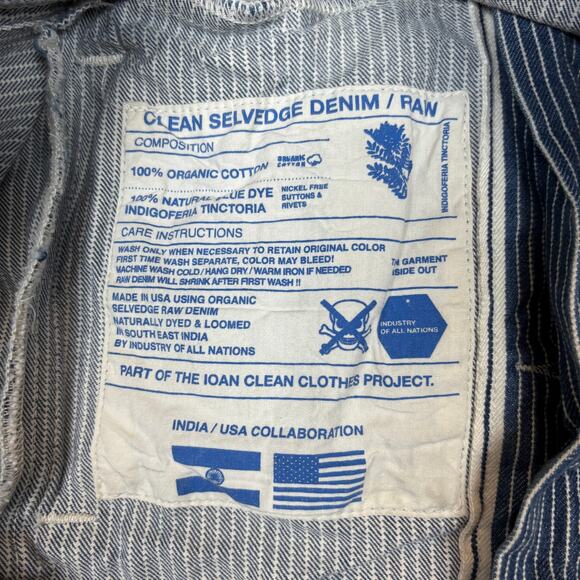 CLEAN SELVEDGE DENIM / RAW
COMPOSITION
100% ORGANIC COTTON
ORGANIC
COTTON
100% NATURAL BLUE DYE
INDIGOFERIA TINCTORIA
NICKEL FREE
BUTTONS &
RIVETS
INDIGOFERIA TINCTORIA
CARE INSTRUCTIONS
WASH ONLY WHEN NECESSARY TO RETAIN ORIGINAL COLOR
FIRST TIME WASH SEPARATE, COLOR MAY BLEED!
MACHINE WASH COLD / HANG DRY / WARM IRON IF NEEDED
RAW DENIM WILL SHRINK AFTER FIRST WASH !!
GARMENT
INSIDE OUT
MADE IN USA USING ORGANIC
SELVEDGE RAW DENIM
NATURALLY DYED & LOOMED
IN SOUTH EAST INDIA
BY INDUSTRY OF ALL NATIONS
INDUSTRY
OF ALL NATIONS
PART OF THE IOAN CLEAN CLOTHES PROJECT.
INDIA / USA COLLABORATION